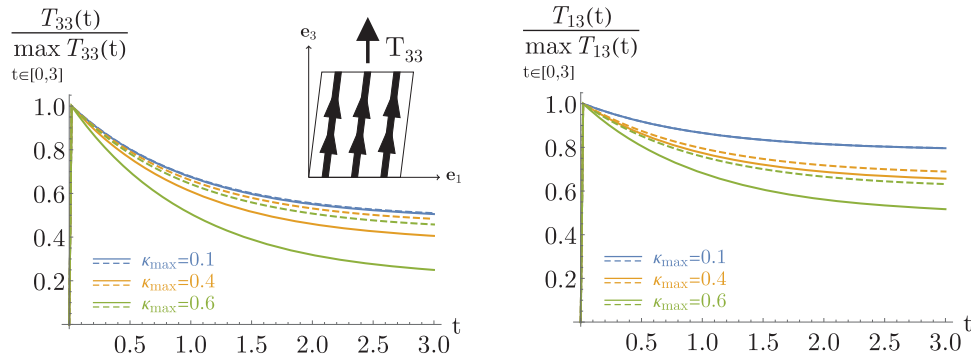 T₃₃(t)
max T₃₃(t)
t∈[0,3]
e₃
T₃₃
e₁
1.0
0.8
0.6
0.4
0.2
κmax=0.1
κmax=0.4
κmax=0.6
0.5 1.0 1.5 2.0 2.5 3.0 t
T₁₃(t)
max T₁₃(t)
t∈[0,3]
1.0
0.8
0.6
0.4
0.2
κmax=0.1
κmax=0.4
κmax=0.6
0.5 1.0 1.5 2.0 2.5 3.0 t